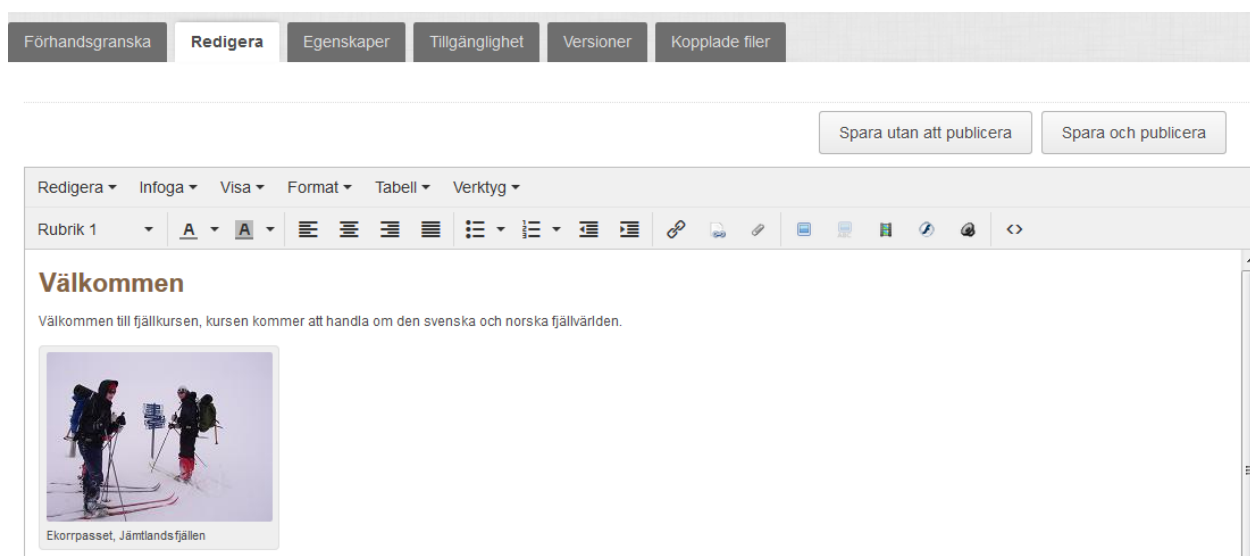 Förhandsgranska Redigera Egenskaper Tillgänglighet Versioner Kopplade filer
Spara utan att publicera Spara och publicera
Redigera Infoga Visa Format Tabell Verktyg
Rubrik 1 A A
Välkommen
Välkommen till fjällkursen, kursen kommer att handla om den svenska och norska fjällvärlden.
Ekorrpasset, Jämtlandsfjällen